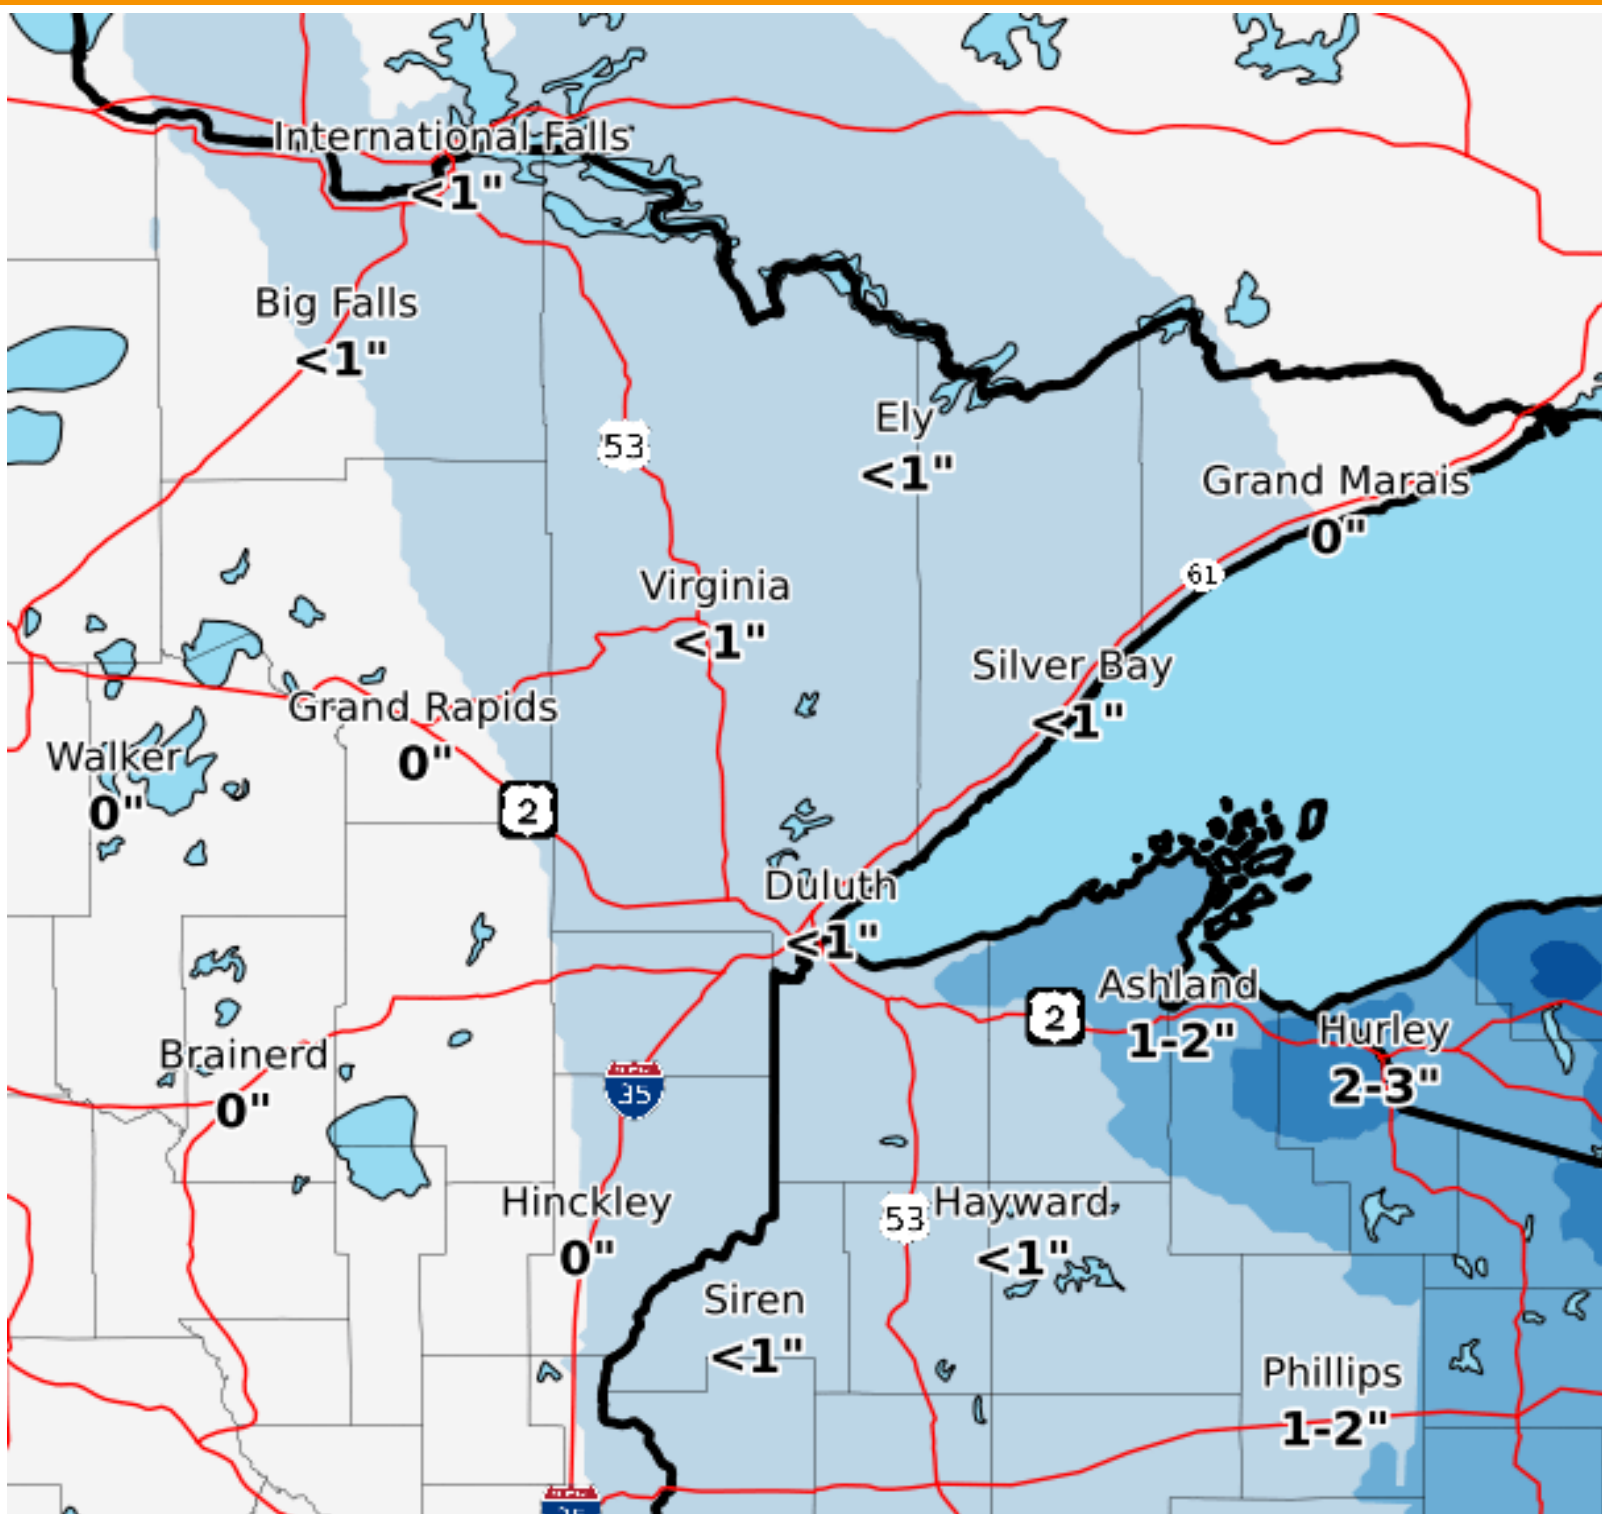 International Falls
<1"
Big Falls
<1"
53
Ely
<1"
Grand Marais
0"
61
Virginia
<1"
Silver Bay
<1"
Grand Rapids
0"
Walker
0"
2
Duluth
<1"
Ashland
1-2"
2
Hurley
2-3"
Brainerd
0"
35
Hinckley
0"
53
Hayward
<1"
Siren
<1"
Phillips
1-2"